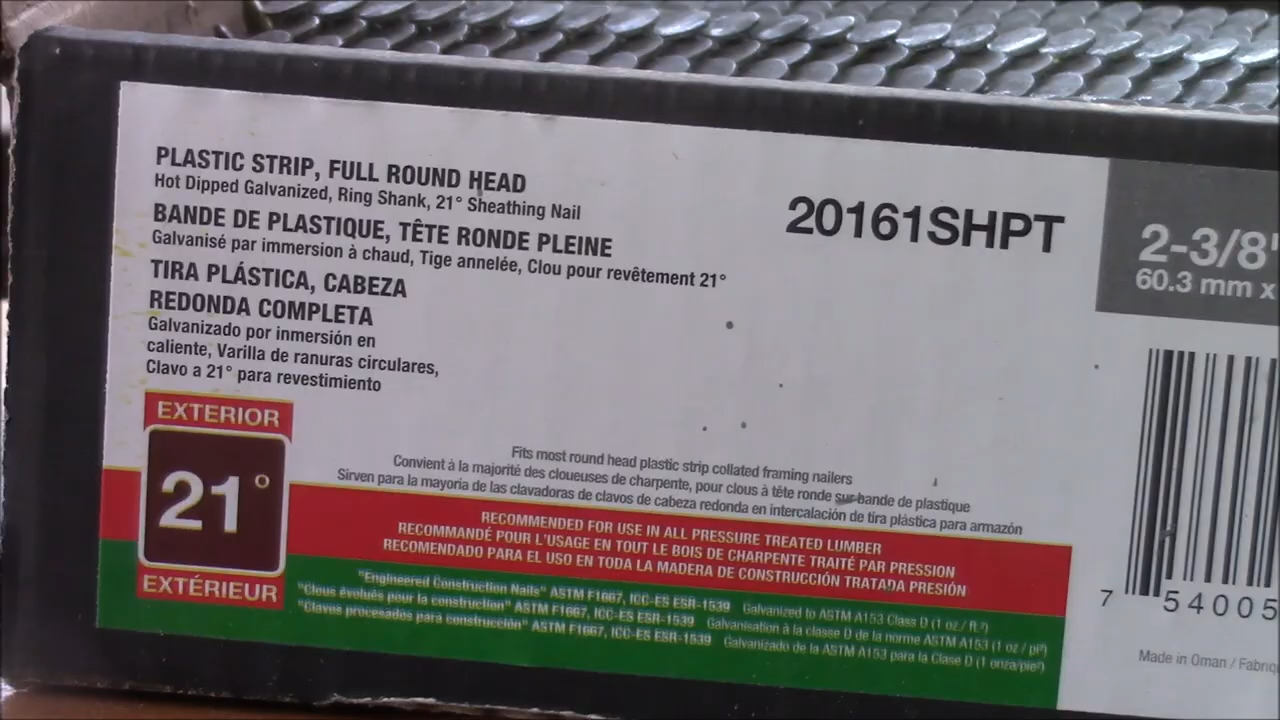 PLASTIC STRIP, FULL ROUND HEAD
Hot Dipped Galvanized, Ring Shank, 21° Sheathing Nail
BANDE DE PLASTIQUE, TÊTE RONDE PLEINE
Galvanisé par immersion à chaud, Tige annelée, Clou pour revêtement 21°
TIRA PLÁSTICA, CABEZA
REDONDA COMPLETA
Galvanizado por inmersión en
caliente, Varilla de ranuras circulares,
Clavo a 21° para revestimiento
20161SHPT
2-3/8"
60.3 mm x
EXTERIOR
21°
EXTÉRIEUR
Fits most round head plastic strip collated framing nailers
Convient à la majorité des cloueuses de charpente, pour clous à tête ronde sur bande de plastique
Sirven para la mayoria de las clavadoras de clavos de cabeza redonda en intercalación de tira plástica para armazón
RECOMMENDED FOR USE IN ALL PRESSURE TREATED LUMBER
RECOMMANDÉ POUR L'USAGE EN TOUT LE BOIS DE CHARPENTE TRAITÉ PAR PRESSION
RECOMENDADO PARA EL USO EN TODA LA MADERA DE CONSTRUCCIÓN TRATADA PRESIÓN
"Engineered Construction Nails" ASTM F1667, ICC-ES ESR-1539 Galvanized to ASTM A153 Class D (1 oz / ft.²)
"Clous évolués pour la construction" ASTM F1667, ICC-ES ESR-1539 Galvanisation à la classe D de la norme ASTM A153 (1 oz / pi²)
"Clavos procesados para construcción" ASTM F1667, ICC-ES ESR-1539 Galvanizado de la ASTM A153 para la Clase D (1 onza/pie²)
7 54005
Made in Oman / Fabriq